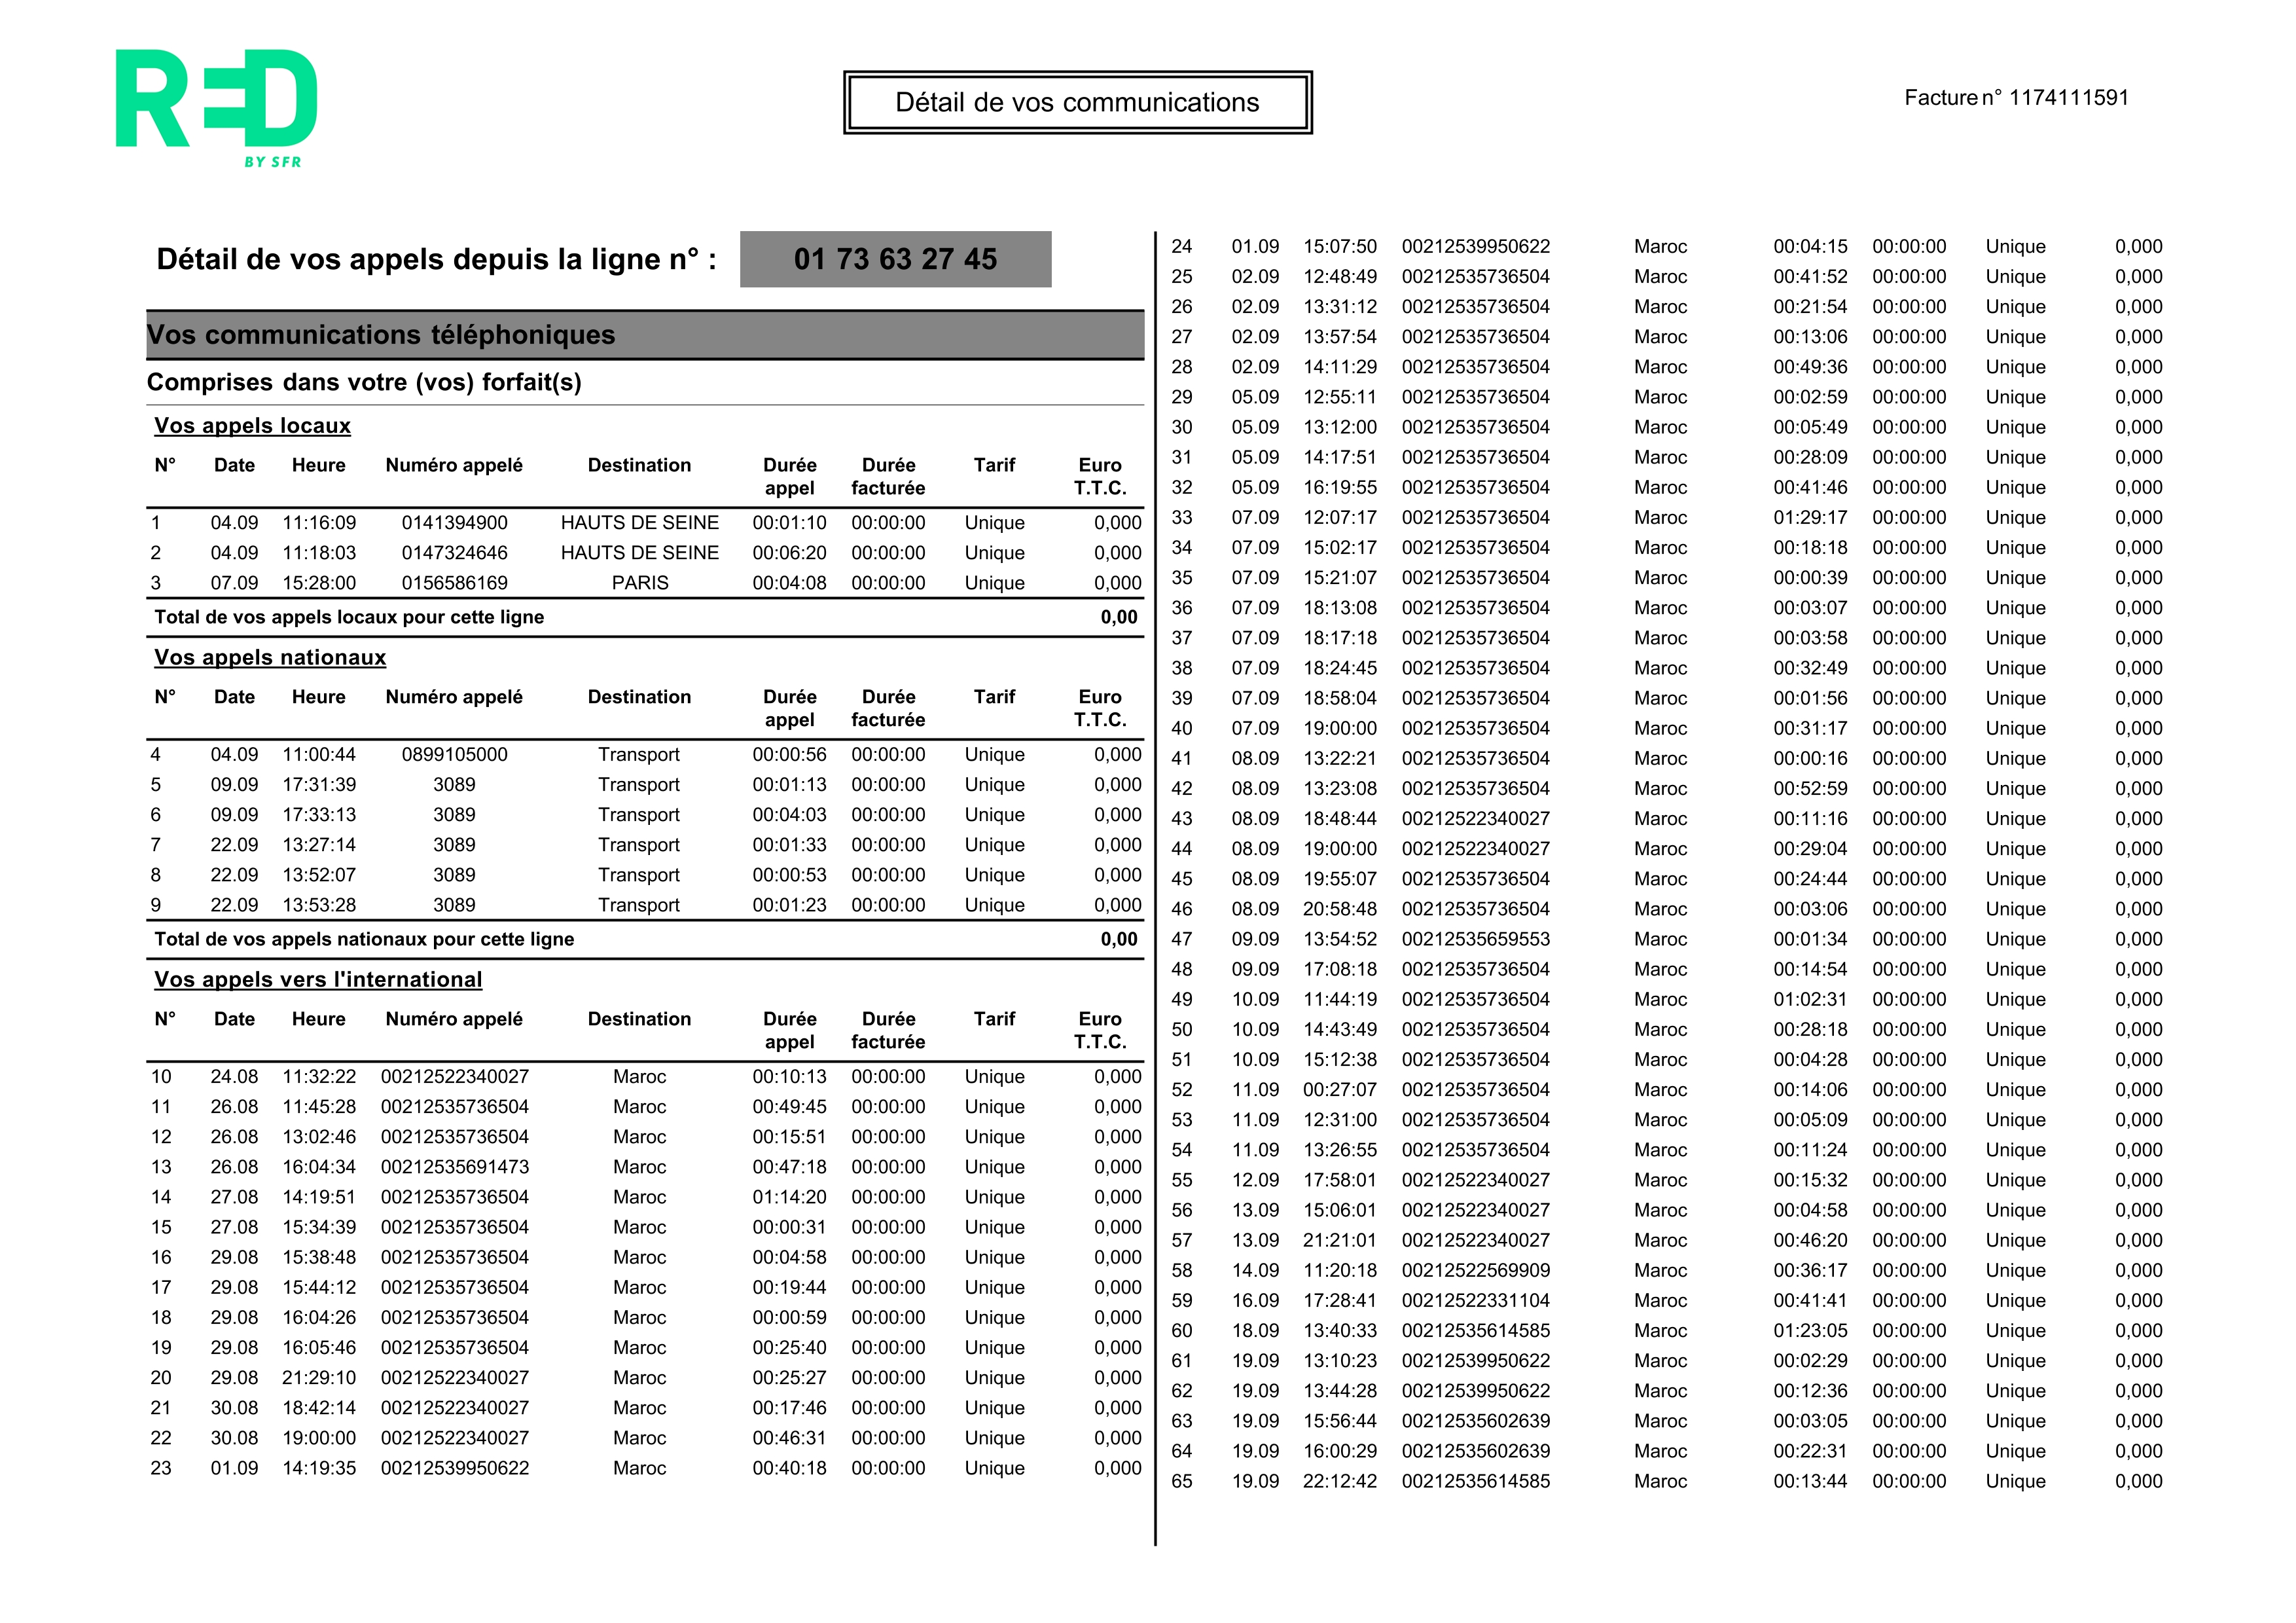 RED
BY SFR
Détail de vos communications
Facture n° 1174111591
Détail de vos appels depuis la ligne n° : 01 73 63 27 45
Vos communications téléphoniques
Comprises dans votre (vos) forfait(s)
Vos appels locaux
N° Date Heure Numéro appelé Destination Durée Durée Tarif Euro
appel facturée T.T.C.
1 04.09 11:16:09 0141394900 HAUTS DE SEINE 00:01:10 00:00:00 Unique 0,000
2 04.09 11:18:03 0147324646 HAUTS DE SEINE 00:06:20 00:00:00 Unique 0,000
3 07.09 15:28:00 0156586169 PARIS 00:04:08 00:00:00 Unique 0,000
Total de vos appels locaux pour cette ligne 0,00
Vos appels nationaux
N° Date Heure Numéro appelé Destination Durée Durée Tarif Euro
appel facturée T.T.C.
4 04.09 11:00:44 0899105000 Transport 00:00:56 00:00:00 Unique 0,000
5 09.09 17:31:39 3089 Transport 00:01:13 00:00:00 Unique 0,000
6 09.09 17:33:13 3089 Transport 00:04:03 00:00:00 Unique 0,000
7 22.09 13:27:14 3089 Transport 00:01:33 00:00:00 Unique 0,000
8 22.09 13:52:07 3089 Transport 00:00:53 00:00:00 Unique 0,000
9 22.09 13:53:28 3089 Transport 00:01:23 00:00:00 Unique 0,000
Total de vos appels nationaux pour cette ligne 0,00
Vos appels vers l'international
N° Date Heure Numéro appelé Destination Durée Durée Tarif Euro
appel facturée T.T.C.
10 24.08 11:32:22 00212522340027 Maroc 00:10:13 00:00:00 Unique 0,000
11 26.08 11:45:28 00212535736504 Maroc 00:49:45 00:00:00 Unique 0,000
12 26.08 13:02:46 00212535736504 Maroc 00:15:51 00:00:00 Unique 0,000
13 26.08 16:04:34 00212535691473 Maroc 00:47:18 00:00:00 Unique 0,000
14 27.08 14:19:51 00212535736504 Maroc 01:14:20 00:00:00 Unique 0,000
15 27.08 15:34:39 00212535736504 Maroc 00:00:31 00:00:00 Unique 0,000
16 29.08 15:38:48 00212535736504 Maroc 00:04:58 00:00:00 Unique 0,000
17 29.08 15:44:12 00212535736504 Maroc 00:19:44 00:00:00 Unique 0,000
18 29.08 16:04:26 00212535736504 Maroc 00:00:59 00:00:00 Unique 0,000
19 29.08 16:05:46 00212535736504 Maroc 00:25:40 00:00:00 Unique 0,000
20 29.08 21:29:10 00212522340027 Maroc 00:25:27 00:00:00 Unique 0,000
21 30.08 18:42:14 00212522340027 Maroc 00:17:46 00:00:00 Unique 0,000
22 30.08 19:00:00 00212522340027 Maroc 00:46:31 00:00:00 Unique 0,000
23 01.09 14:19:35 00212539950622 Maroc 00:40:18 00:00:00 Unique 0,000
24 01.09 15:07:50 00212539950622 Maroc 00:04:15 00:00:00 Unique 0,000
25 02.09 12:48:49 00212535736504 Maroc 00:41:52 00:00:00 Unique 0,000
26 02.09 13:31:12 00212535736504 Maroc 00:21:54 00:00:00 Unique 0,000
27 02.09 13:57:54 00212535736504 Maroc 00:13:06 00:00:00 Unique 0,000
28 02.09 14:11:29 00212535736504 Maroc 00:49:36 00:00:00 Unique 0,000
29 05.09 12:55:11 00212535736504 Maroc 00:02:59 00:00:00 Unique 0,000
30 05.09 13:12:00 00212535736504 Maroc 00:05:49 00:00:00 Unique 0,000
31 05.09 14:17:51 00212535736504 Maroc 00:28:09 00:00:00 Unique 0,000
32 05.09 16:19:55 00212535736504 Maroc 00:41:46 00:00:00 Unique 0,000
33 07.09 12:07:17 00212535736504 Maroc 01:29:17 00:00:00 Unique 0,000
34 07.09 15:02:17 00212535736504 Maroc 00:18:18 00:00:00 Unique 0,000
35 07.09 15:21:07 00212535736504 Maroc 00:00:39 00:00:00 Unique 0,000
36 07.09 18:13:08 00212535736504 Maroc 00:03:07 00:00:00 Unique 0,000
37 07.09 18:17:18 00212535736504 Maroc 00:03:58 00:00:00 Unique 0,000
38 07.09 18:24:45 00212535736504 Maroc 00:32:49 00:00:00 Unique 0,000
39 07.09 18:58:04 00212535736504 Maroc 00:01:56 00:00:00 Unique 0,000
40 07.09 19:00:00 00212535736504 Maroc 00:31:17 00:00:00 Unique 0,000
41 08.09 13:22:21 00212535736504 Maroc 00:00:16 00:00:00 Unique 0,000
42 08.09 13:23:08 00212535736504 Maroc 00:52:59 00:00:00 Unique 0,000
43 08.09 18:48:44 00212522340027 Maroc 00:11:16 00:00:00 Unique 0,000
44 08.09 19:00:00 00212522340027 Maroc 00:29:04 00:00:00 Unique 0,000
45 08.09 19:55:07 00212535736504 Maroc 00:24:44 00:00:00 Unique 0,000
46 08.09 20:58:48 00212535736504 Maroc 00:03:06 00:00:00 Unique 0,000
47 09.09 13:54:52 00212535659553 Maroc 00:01:34 00:00:00 Unique 0,000
48 09.09 17:08:18 00212535736504 Maroc 00:14:54 00:00:00 Unique 0,000
49 10.09 11:44:19 00212535736504 Maroc 01:02:31 00:00:00 Unique 0,000
50 10.09 14:43:49 00212535736504 Maroc 00:28:18 00:00:00 Unique 0,000
51 10.09 15:12:38 00212535736504 Maroc 00:04:28 00:00:00 Unique 0,000
52 11.09 00:27:07 00212535736504 Maroc 00:14:06 00:00:00 Unique 0,000
53 11.09 12:31:00 00212535736504 Maroc 00:05:09 00:00:00 Unique 0,000
54 11.09 13:26:55 00212535736504 Maroc 00:11:24 00:00:00 Unique 0,000
55 12.09 17:58:01 00212522340027 Maroc 00:15:32 00:00:00 Unique 0,000
56 13.09 15:06:01 00212522340027 Maroc 00:04:58 00:00:00 Unique 0,000
57 13.09 21:21:01 00212522340027 Maroc 00:46:20 00:00:00 Unique 0,000
58 14.09 11:20:18 00212522569909 Maroc 00:36:17 00:00:00 Unique 0,000
59 16.09 17:28:41 00212522331104 Maroc 00:41:41 00:00:00 Unique 0,000
60 18.09 13:40:33 00212535614585 Maroc 01:23:05 00:00:00 Unique 0,000
61 19.09 13:10:23 00212539950622 Maroc 00:02:29 00:00:00 Unique 0,000
62 19.09 13:44:28 00212539950622 Maroc 00:12:36 00:00:00 Unique 0,000
63 19.09 15:56:44 00212535602639 Maroc 00:03:05 00:00:00 Unique 0,000
64 19.09 16:00:29 00212535602639 Maroc 00:22:31 00:00:00 Unique 0,000
65 19.09 22:12:42 00212535614585 Maroc 00:13:44 00:00:00 Unique 0,000